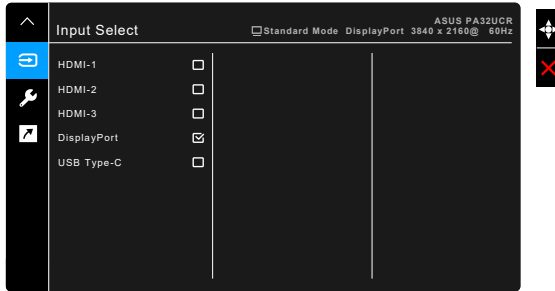 ASUS PA32UCR
Input Select
Standard Mode DisplayPort 3840 x 2160@ 60Hz
HDMI-1
HDMI-2
HDMI-3
DisplayPort
USB Type-C